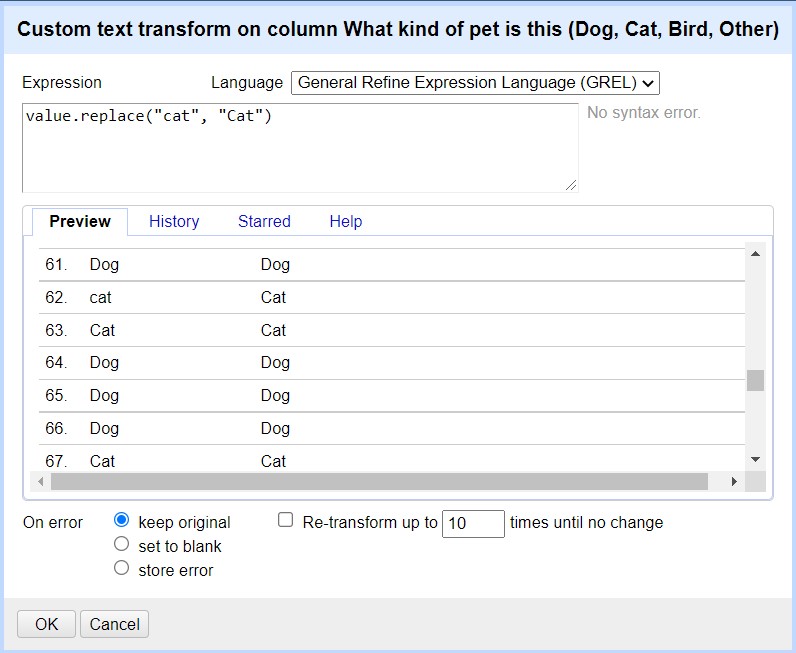 Custom text transform on column What kind of pet is this (Dog, Cat, Bird, Other)
Expression Language General Refine Expression Language (GREL)
value.replace("cat", "Cat")
No syntax error.
Preview History Starred Help
61. Dog Dog
62. cat Cat
63. Cat Cat
64. Dog Dog
65. Dog Dog
66. Dog Dog
67. Cat Cat
On error keep original Re-transform up to 10 times until no change
set to blank
store error
OK Cancel